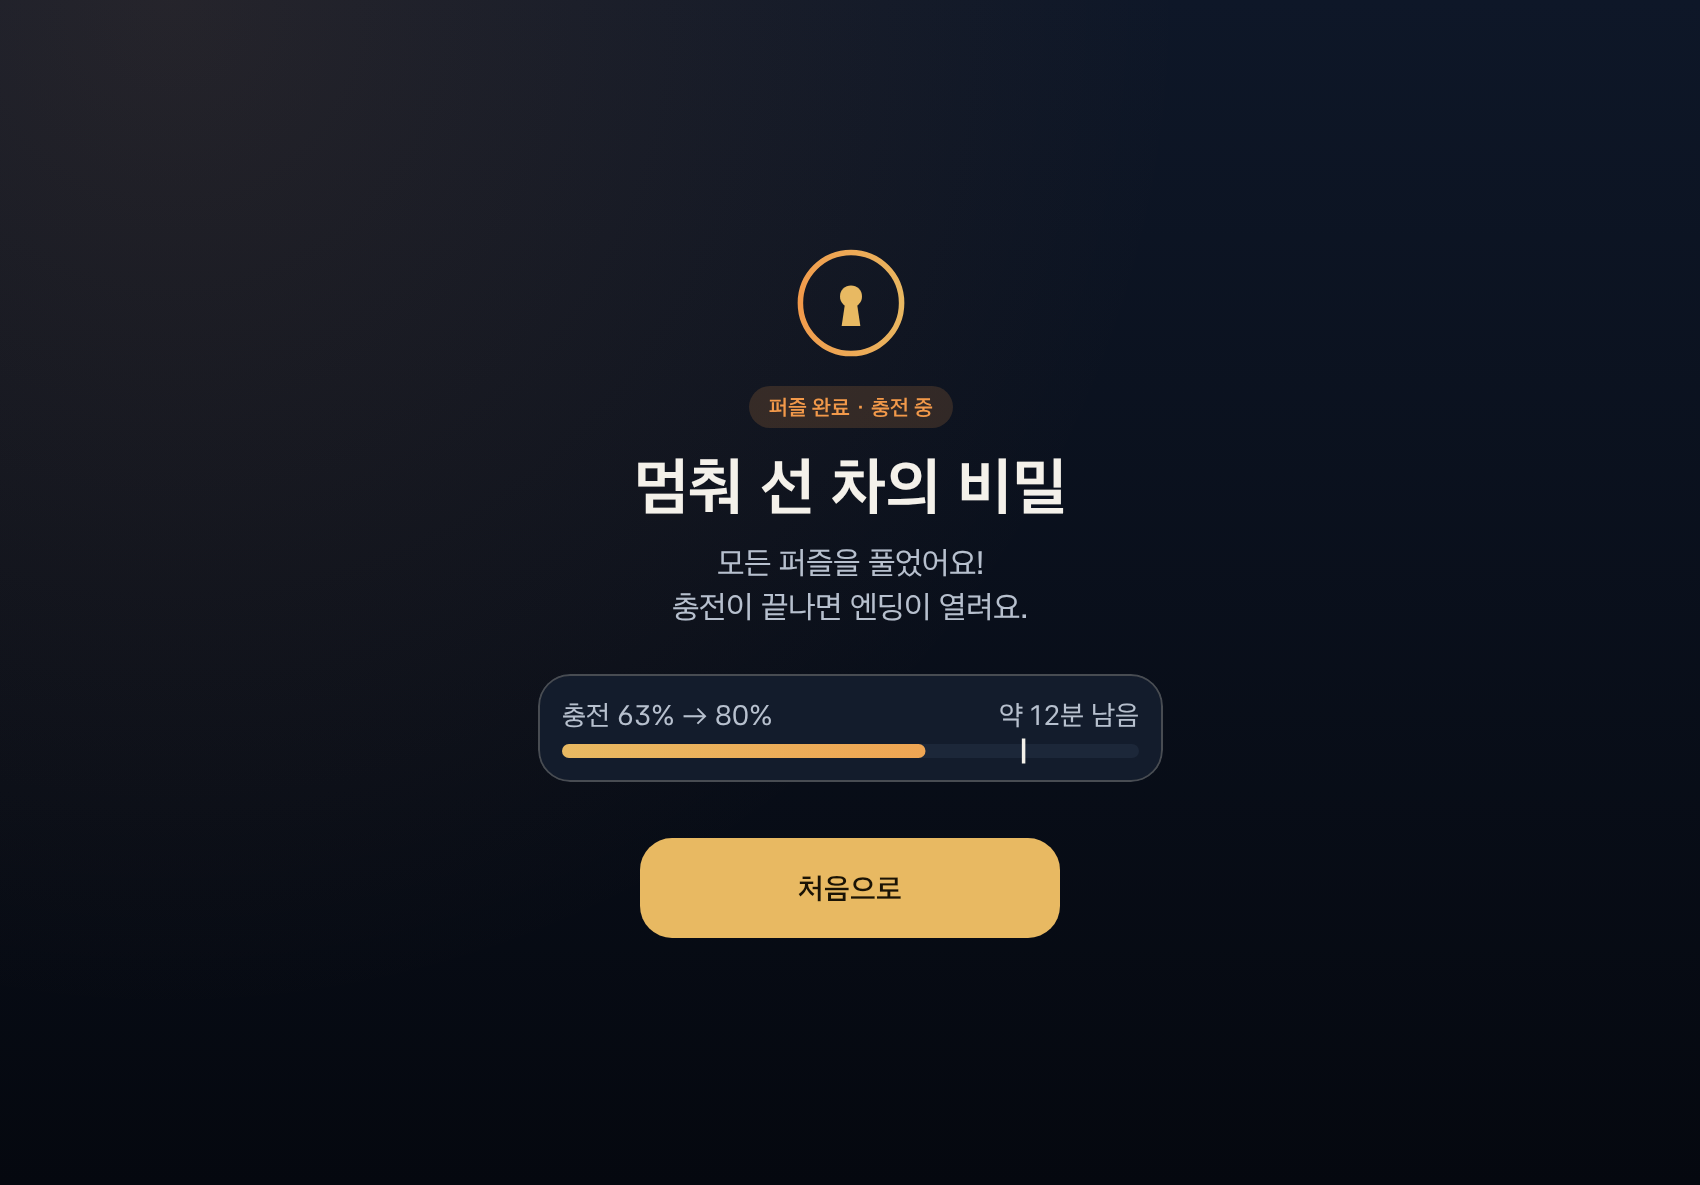 퍼즐 완료 · 충전 중
멈춰 선 차의 비밀
모든 퍼즐을 풀었어요!
충전이 끝나면 엔딩이 열려요.
충전 63% → 80%
약 12분 남음
처음으로